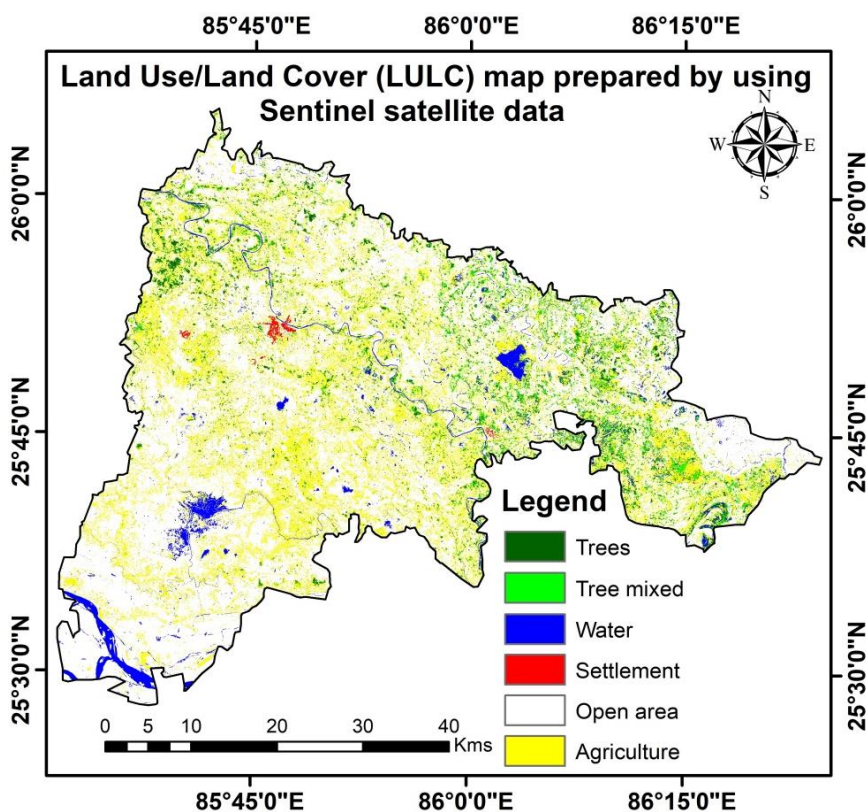 85°45'0"E 86°0'0"E 86°15'0"E
Land Use/Land Cover (LULC) map prepared by using
Sentinel satellite data
N
W E
S
26°0'0"N 26°0'0"N
25°45'0"N 25°45'0"N
25°30'0"N 25°30'0"N
Legend
Trees
Tree mixed
Water
Settlement
Open area
Agriculture
0 5 10 20 30 40
Kms
85°45'0"E 86°0'0"E 86°15'0"E